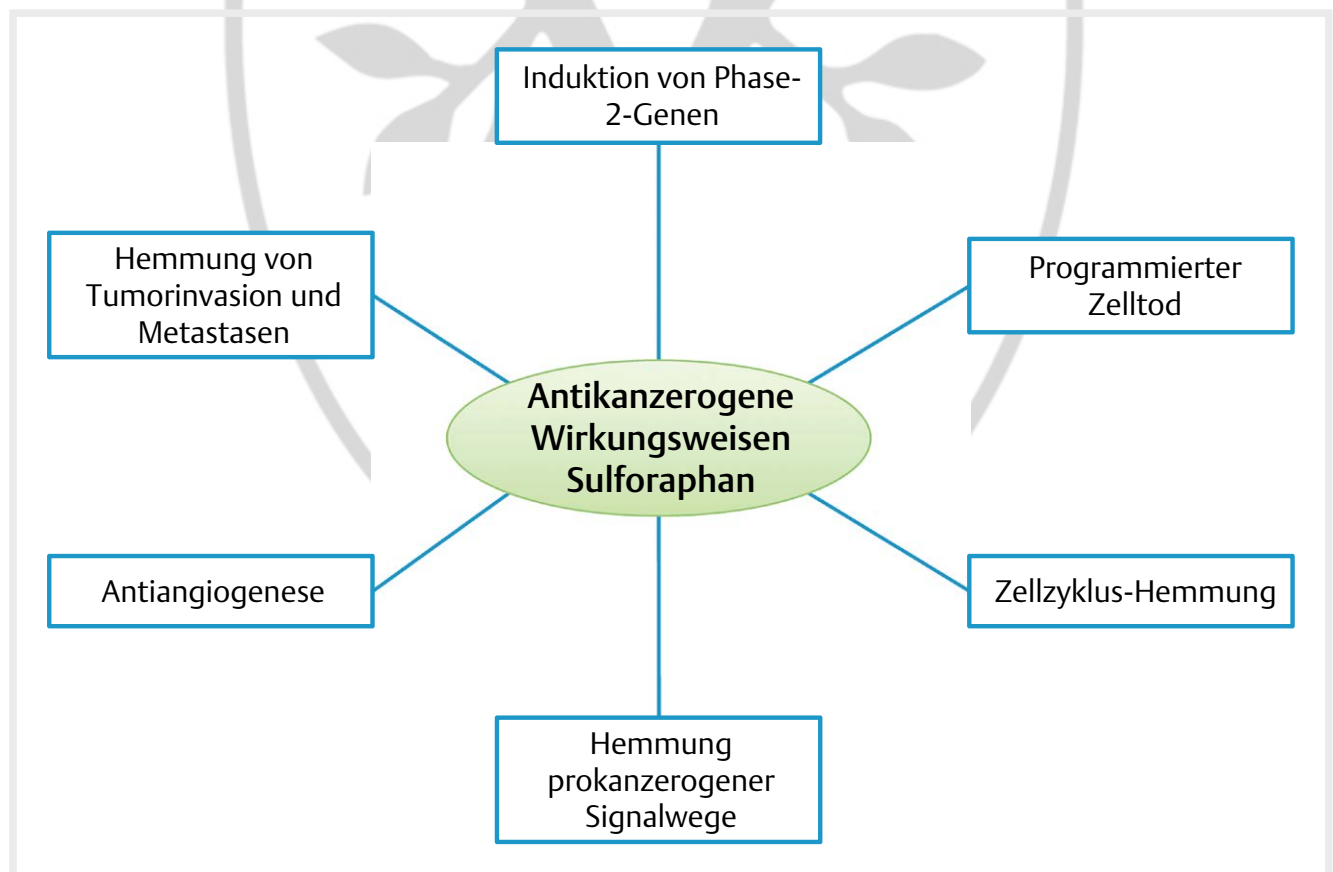 Induktion von Phase-
2-Genen
Hemmung von
Tumorinvasion und
Metastasen
Programmierter
Zelltod
Antikanzerogene
Wirkungsweisen
Sulforaphan
Antiangiogenese
Zellzyklus-Hemmung
Hemmung
prokanzerogener
Signalwege